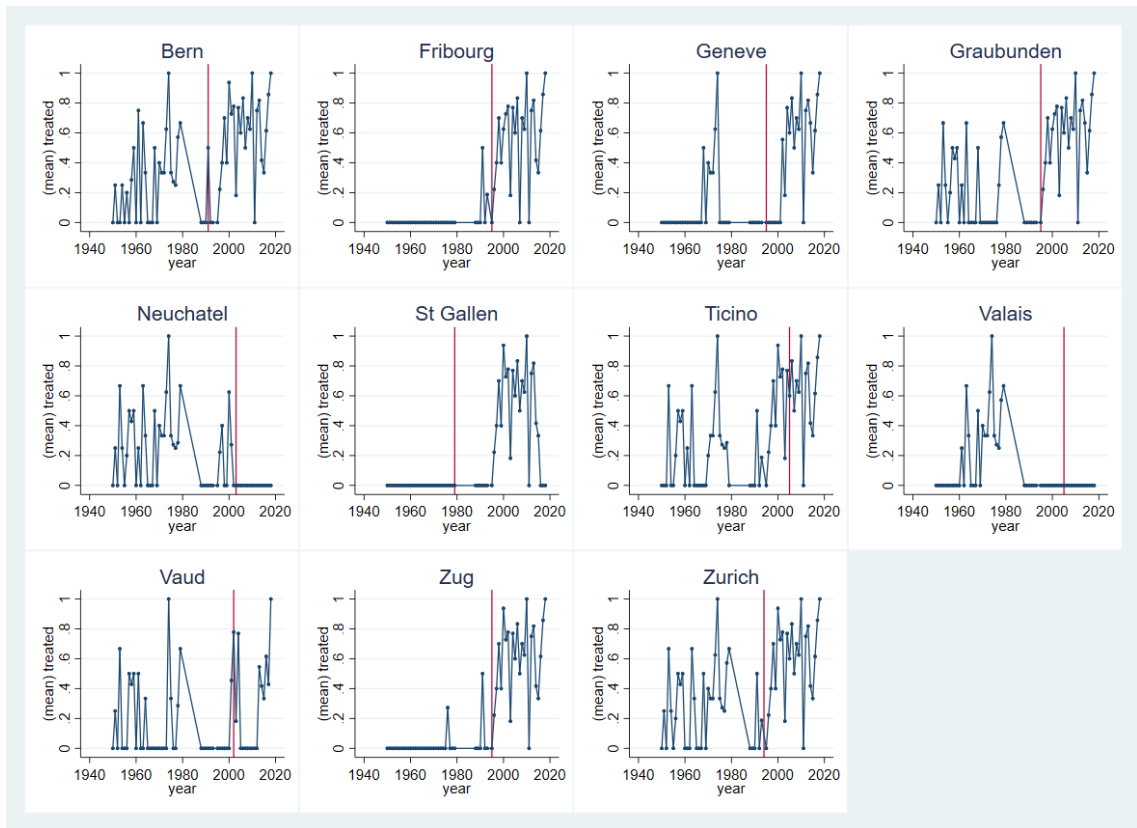 Bern
(mean) treated
0 .2 .4 .6 .8 1
1940 1960 1980 2000 2020
year
Fribourg
(mean) treated
0 .2 .4 .6 .8 1
1940 1960 1980 2000 2020
year
Geneve
(mean) treated
0 .2 .4 .6 .8 1
1940 1960 1980 2000 2020
year
Graubunden
(mean) treated
0 .2 .4 .6 .8 1
1940 1960 1980 2000 2020
year
Neuchatel
(mean) treated
0 .2 .4 .6 .8 1
1940 1960 1980 2000 2020
year
St Gallen
(mean) treated
0 .2 .4 .6 .8 1
1940 1960 1980 2000 2020
year
Ticino
(mean) treated
0 .2 .4 .6 .8 1
1940 1960 1980 2000 2020
year
Valais
(mean) treated
0 .2 .4 .6 .8 1
1940 1960 1980 2000 2020
year
Vaud
(mean) treated
0 .2 .4 .6 .8 1
1940 1960 1980 2000 2020
year
Zug
(mean) treated
0 .2 .4 .6 .8 1
1940 1960 1980 2000 2020
year
Zurich
(mean) treated
0 .2 .4 .6 .8 1
1940 1960 1980 2000 2020
year